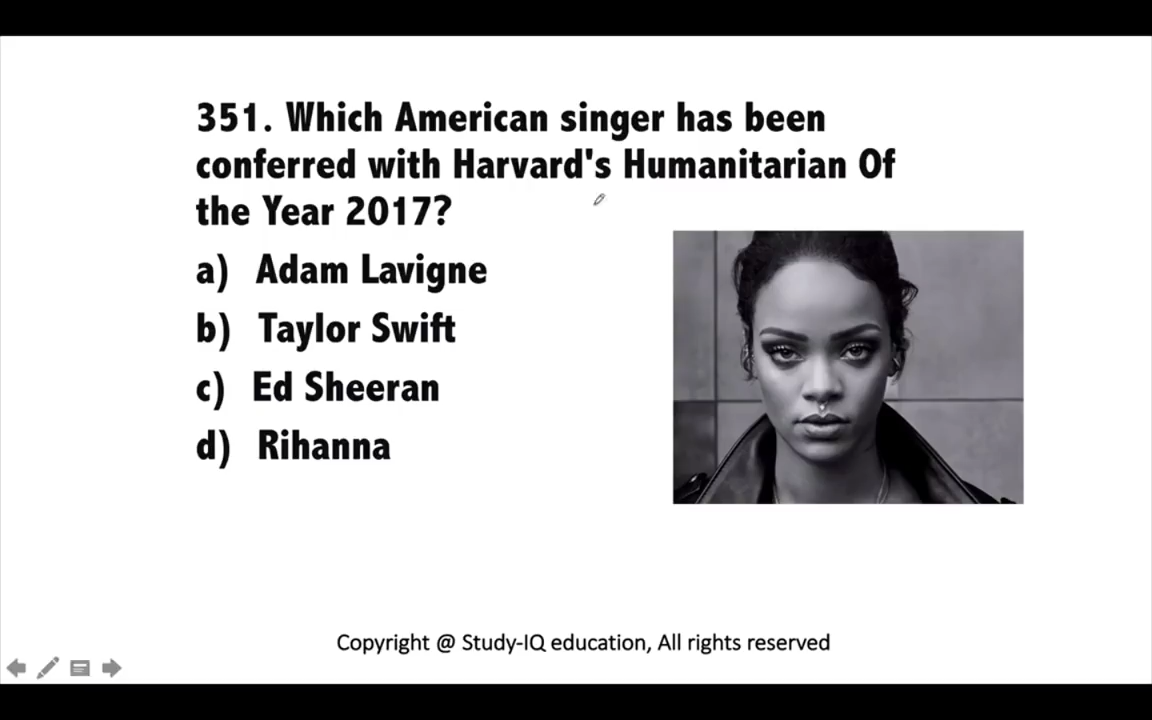 351. Which American singer has been
conferred with Harvard's Humanitarian Of
the Year 2017?
a) Adam Lavigne
b) Taylor Swift
c) Ed Sheeran
d) Rihanna
Copyright @ Study-IQ education, All rights reserved